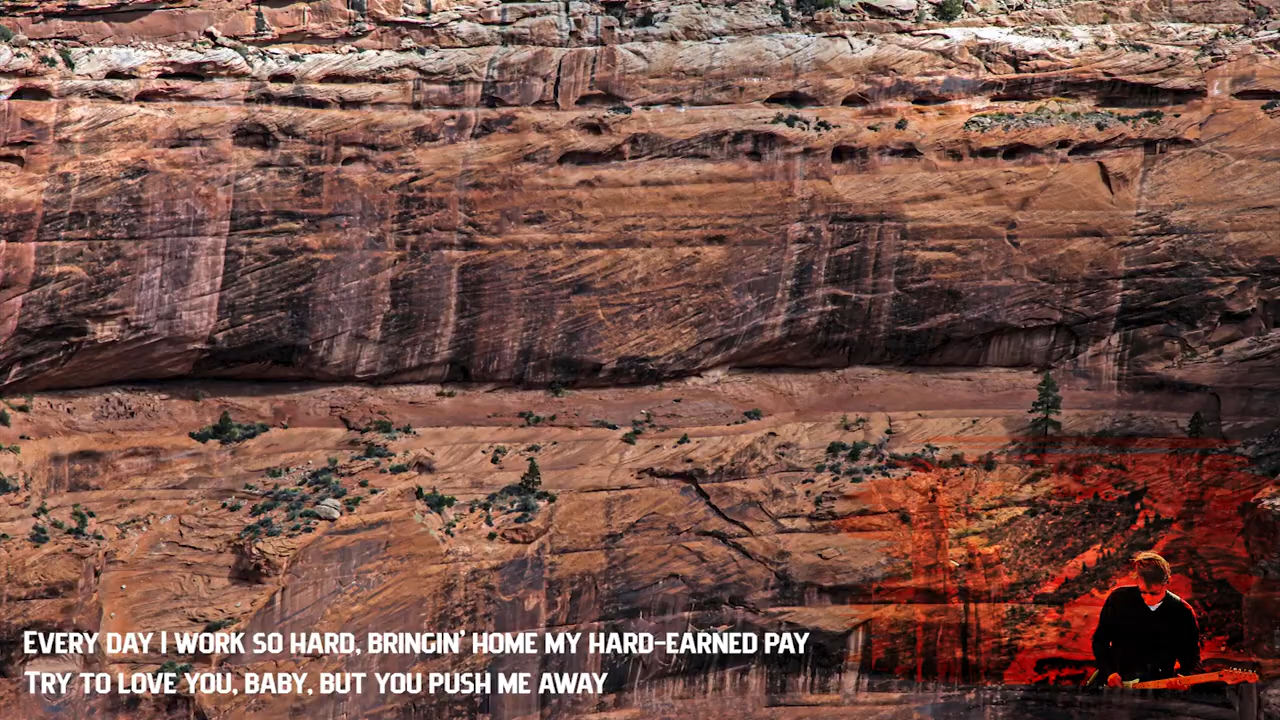 Every day I work so hard, bringin' home my hard-earned pay
Try to love you, baby, but you push me away